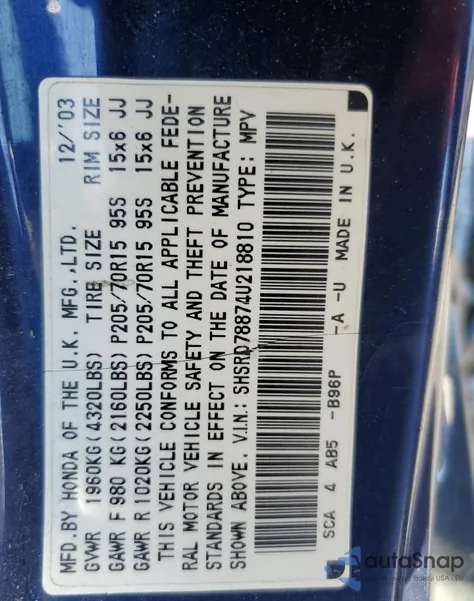 MFD.BY HONDA OF THE U.K. MFG.,LTD. 12/'03
GVWR 1960KG(4320LBS) TIRE SIZE RIM SIZE
GAWR F 980 KG(2160LBS) P205/70R15 95S 15x6 JJ
GAWR R 1020KG(2250LBS) P205/70R15 95S 15x6 JJ
THIS VEHICLE CONFORMS TO ALL APPLICABLE FEDE-
RAL MOTOR VEHICLE SAFETY AND THEFT PREVENTION
STANDARDS IN EFFECT ON THE DATE OF MANUFACTURE
SHOWN ABOVE. V.I.N.: SHSRD78874U218810 TYPE: MPV
SCA 4 AB5 -B96P -A -U MADE IN U.K.
autoSnap